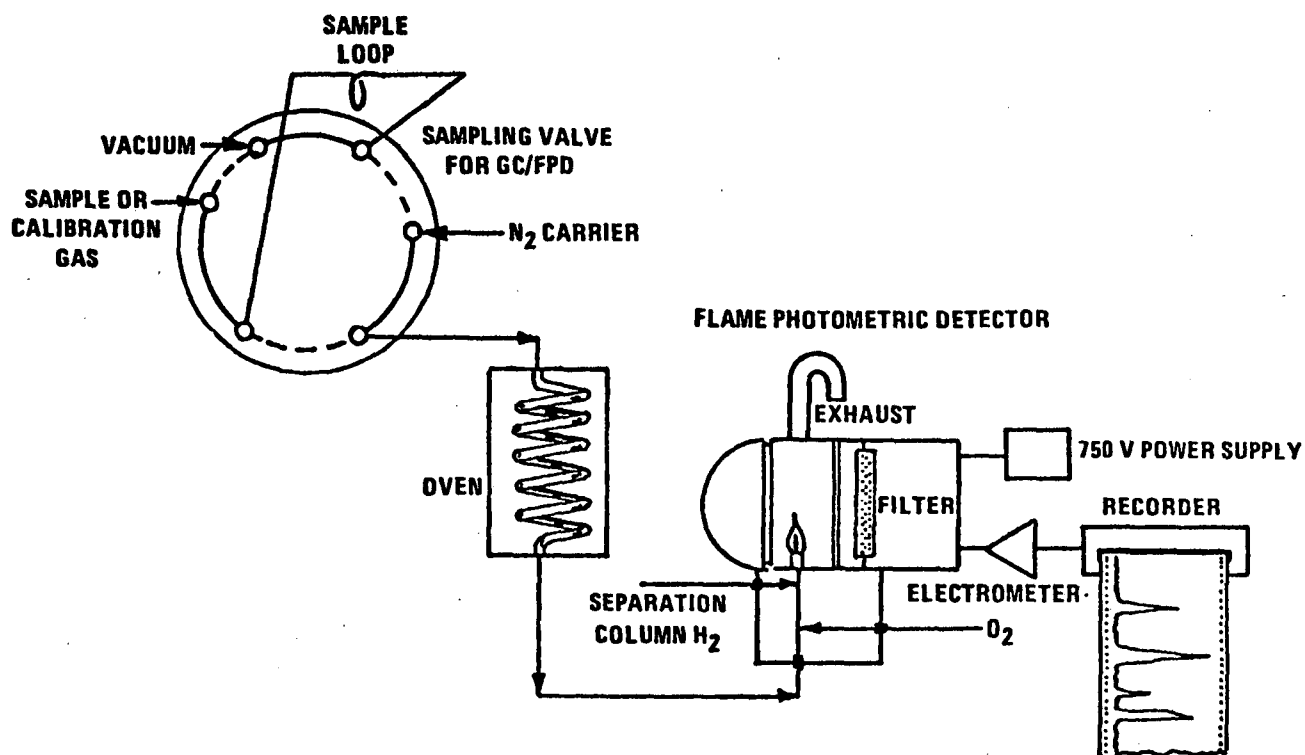 SAMPLE
LOOP
VACUUM
SAMPLING VALVE
FOR GC/FPD
SAMPLE OR
CALIBRATION
GAS
N2 CARRIER
FLAME PHOTOMETRIC DETECTOR
EXHAUST
750 V POWER SUPPLY
OVEN
FILTER
RECORDER
SEPARATION
COLUMN H2
ELECTROMETER
O2